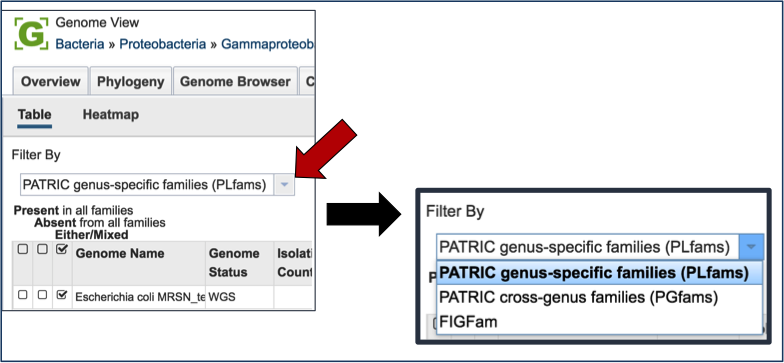 G
Genome View
Bacteria » Proteobacteria » Gammaproteob
Overview Phylogeny Genome Browser C
Table Heatmap
Filter By
PATRIC genus-specific families (PLfams)
Present in all families
Absent from all families
Either/Mixed
Genome Name
Genome
Status
Isolati
Count
Escherichia coli MRSN_te WGS
Filter By
PATRIC genus-specific families (PLfams)
PATRIC genus-specific families (PLfams)
PATRIC cross-genus families (PGfams)
FIGFam